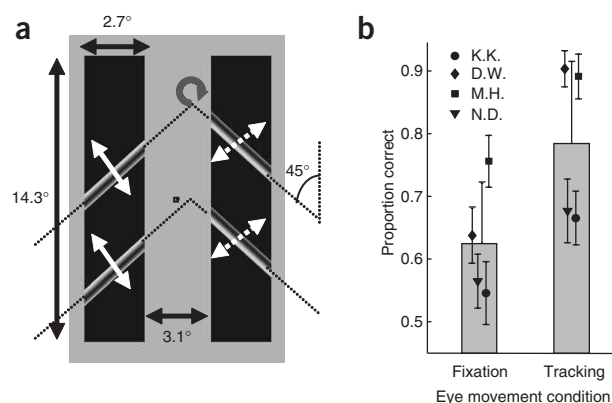 a
2.7°
14.3°
45°
3.1°
b
K.K.
D.W.
M.H.
N.D.
0.9
0.8
0.7
0.6
0.5
Proportion correct
Fixation Tracking
Eye movement condition